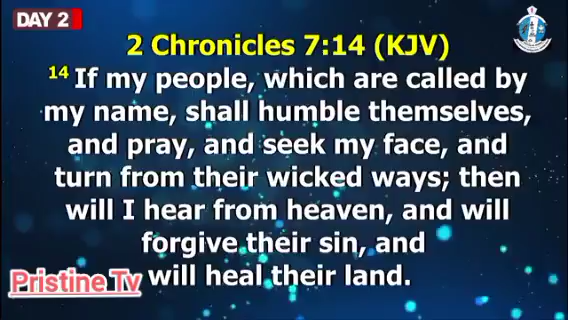 DAY 2
2 Chronicles 7:14 (KJV)
14 If my people, which are called by
my name, shall humble themselves,
and pray, and seek my face, and
turn from their wicked ways; then
will I hear from heaven, and will
forgive their sin, and
will heal their land.
Pristine Tv